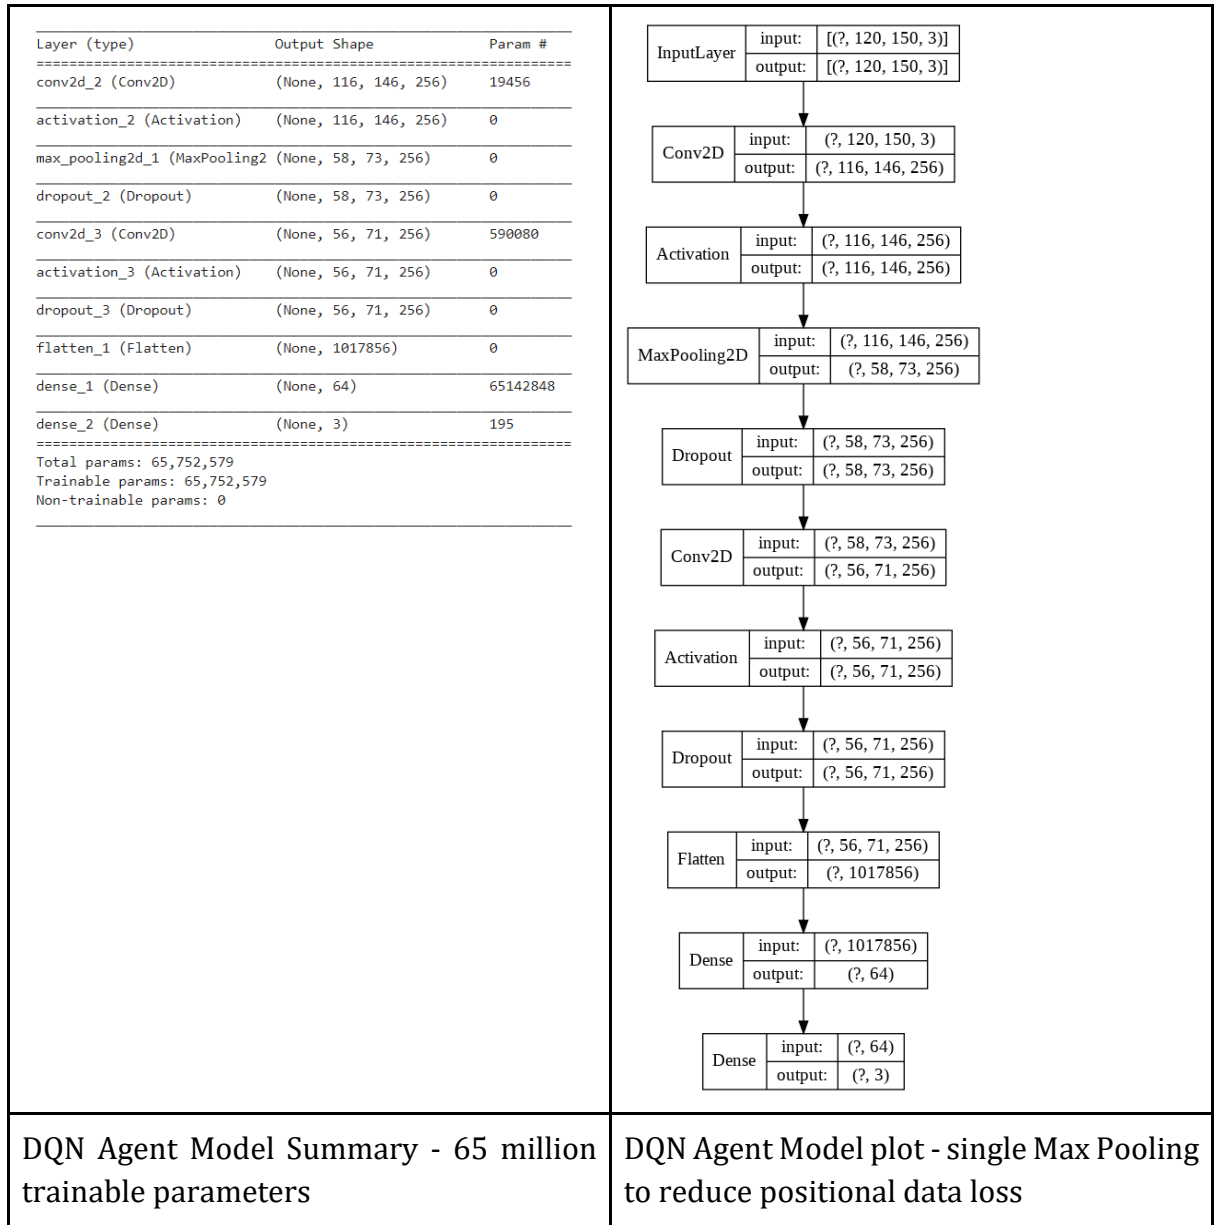 Layer (type) Output Shape Param #
conv2d_2 (Conv2D) (None, 116, 146, 256) 19456
activation_2 (Activation) (None, 116, 146, 256) 0
max_pooling2d_1 (MaxPooling2 (None, 58, 73, 256) 0
dropout_2 (Dropout) (None, 58, 73, 256) 0
conv2d_3 (Conv2D) (None, 56, 71, 256) 590080
activation_3 (Activation) (None, 56, 71, 256) 0
dropout_3 (Dropout) (None, 56, 71, 256) 0
flatten_1 (Flatten) (None, 1017856) 0
dense_1 (Dense) (None, 64) 65142848
dense_2 (Dense) (None, 3) 195
Total params: 65,752,579
Trainable params: 65,752,579
Non-trainable params: 0
InputLayer
input: [(?, 120, 150, 3)]
output: [(?, 120, 150, 3)]
Conv2D
input: (?, 120, 150, 3)
output: (?, 116, 146, 256)
Activation
input: (?, 116, 146, 256)
output: (?, 116, 146, 256)
MaxPooling2D
input: (?, 116, 146, 256)
output: (?, 58, 73, 256)
Dropout
input: (?, 58, 73, 256)
output: (?, 58, 73, 256)
Conv2D
input: (?, 58, 73, 256)
output: (?, 56, 71, 256)
Activation
input: (?, 56, 71, 256)
output: (?, 56, 71, 256)
Dropout
input: (?, 56, 71, 256)
output: (?, 56, 71, 256)
Flatten
input: (?, 56, 71, 256)
output: (?, 1017856)
Dense
input: (?, 1017856)
output: (?, 64)
Dense
input: (?, 64)
output: (?, 3)
DQN Agent Model Summary - 65 million
trainable parameters
DQN Agent Model plot - single Max Pooling
to reduce positional data loss